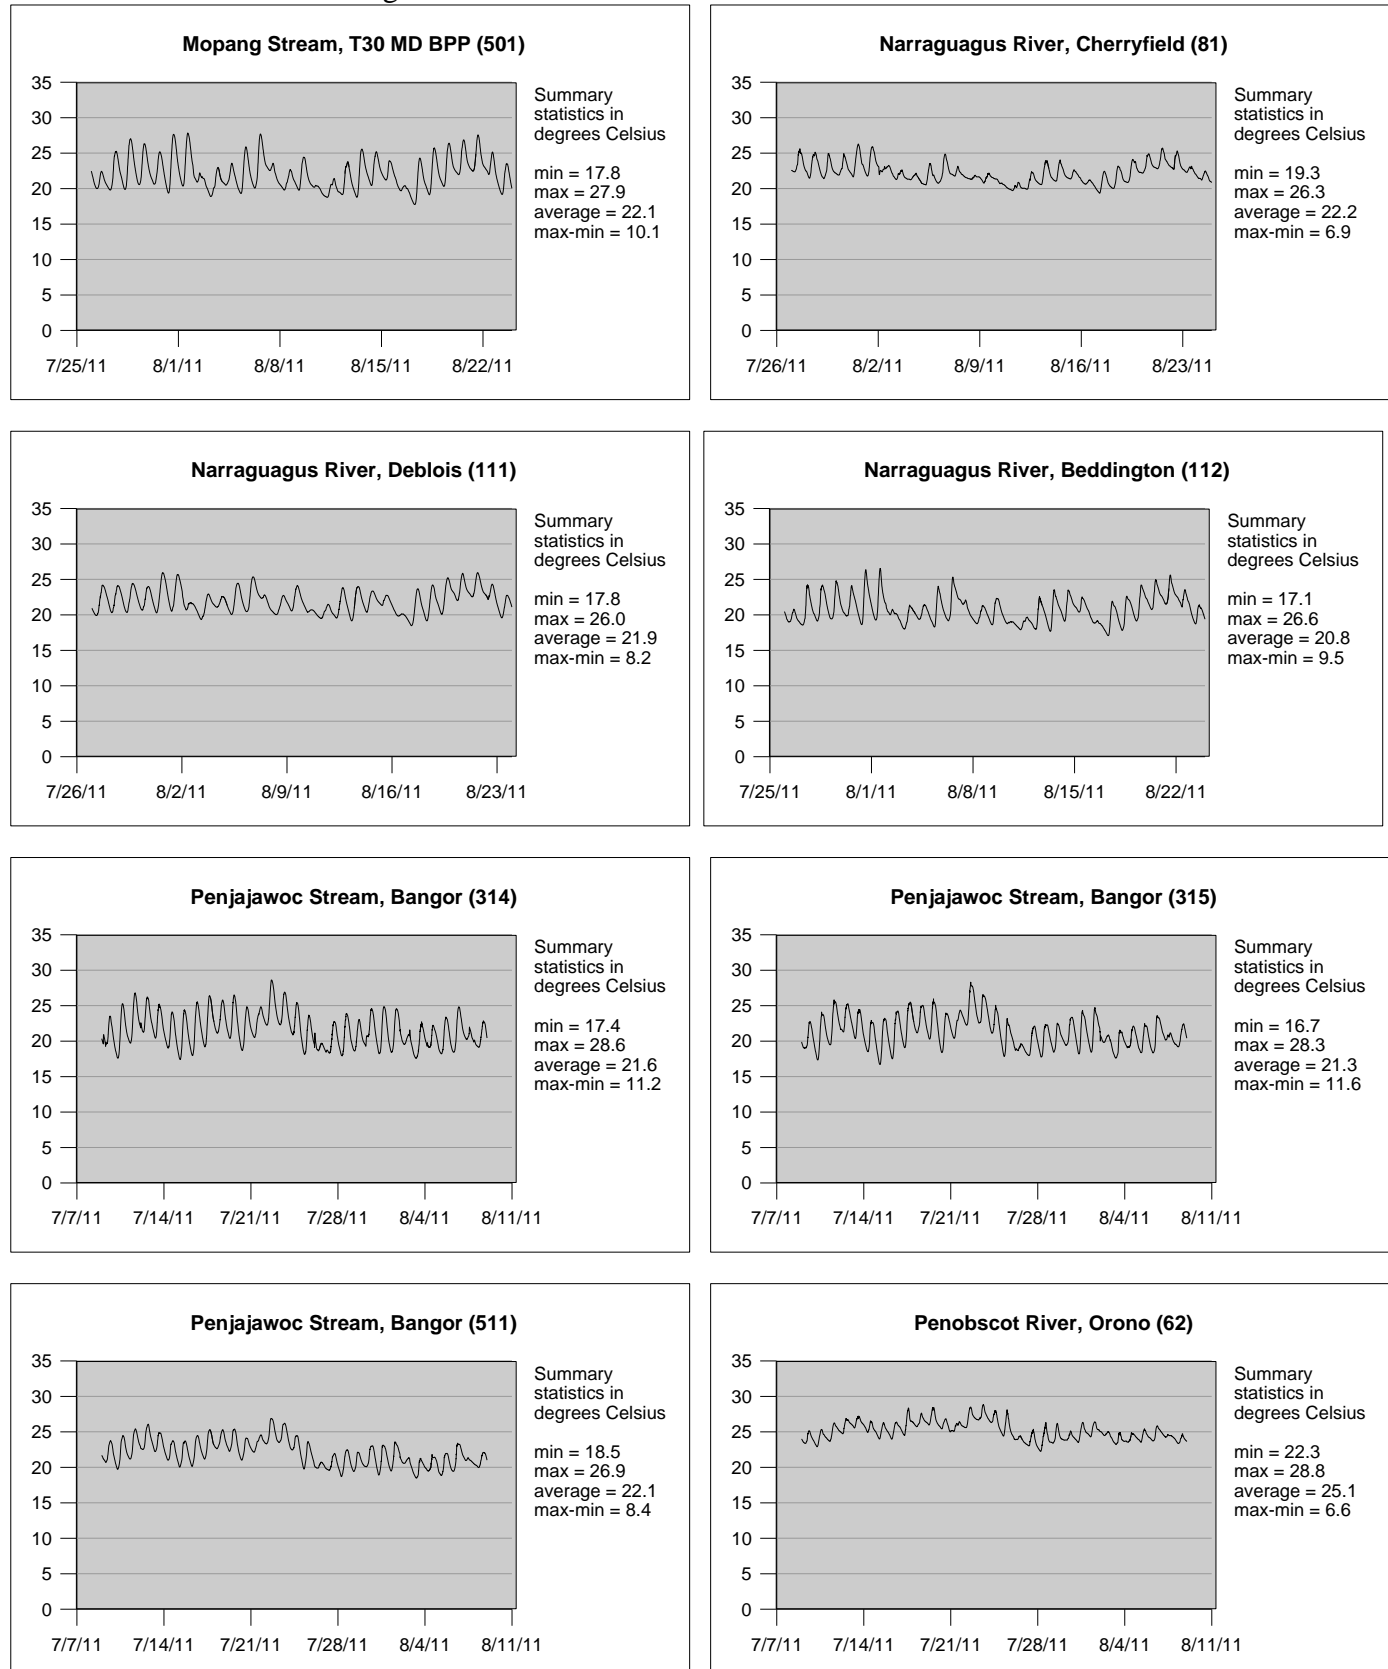 Mopang Stream, T30 MD BPP (501)
35
30
25
20
15
10
5
0
7/25/11 8/1/11 8/8/11 8/15/11 8/22/11
Summary
statistics in
degrees Celsius
min = 17.8
max = 27.9
average = 22.1
max-min = 10.1
Narraguagus River, Cherryfield (81)
35
30
25
20
15
10
5
0
7/26/11 8/2/11 8/9/11 8/16/11 8/23/11
Summary
statistics in
degrees Celsius
min = 19.3
max = 26.3
average = 22.2
max-min = 6.9
Narraguagus River, Deblois (111)
35
30
25
20
15
10
5
0
7/26/11 8/2/11 8/9/11 8/16/11 8/23/11
Summary
statistics in
degrees Celsius
min = 17.8
max = 26.0
average = 21.9
max-min = 8.2
Narraguagus River, Beddington (112)
35
30
25
20
15
10
5
0
7/25/11 8/1/11 8/8/11 8/15/11 8/22/11
Summary
statistics in
degrees Celsius
min = 17.1
max = 26.6
average = 20.8
max-min = 9.5
Penjajawoc Stream, Bangor (314)
35
30
25
20
15
10
5
0
7/7/11 7/14/11 7/21/11 7/28/11 8/4/11 8/11/11
Summary
statistics in
degrees Celsius
min = 17.4
max = 28.6
average = 21.6
max-min = 11.2
Penjajawoc Stream, Bangor (315)
35
30
25
20
15
10
5
0
7/7/11 7/14/11 7/21/11 7/28/11 8/4/11 8/11/11
Summary
statistics in
degrees Celsius
min = 16.7
max = 28.3
average = 21.3
max-min = 11.6
Penjajawoc Stream, Bangor (511)
35
30
25
20
15
10
5
0
7/7/11 7/14/11 7/21/11 7/28/11 8/4/11 8/11/11
Summary
statistics in
degrees Celsius
min = 18.5
max = 26.9
average = 22.1
max-min = 8.4
Penobscot River, Orono (62)
35
30
25
20
15
10
5
0
7/7/11 7/14/11 7/21/11 7/28/11 8/4/11 8/11/11
Summary
statistics in
degrees Celsius
min = 22.3
max = 28.8
average = 25.1
max-min = 6.6